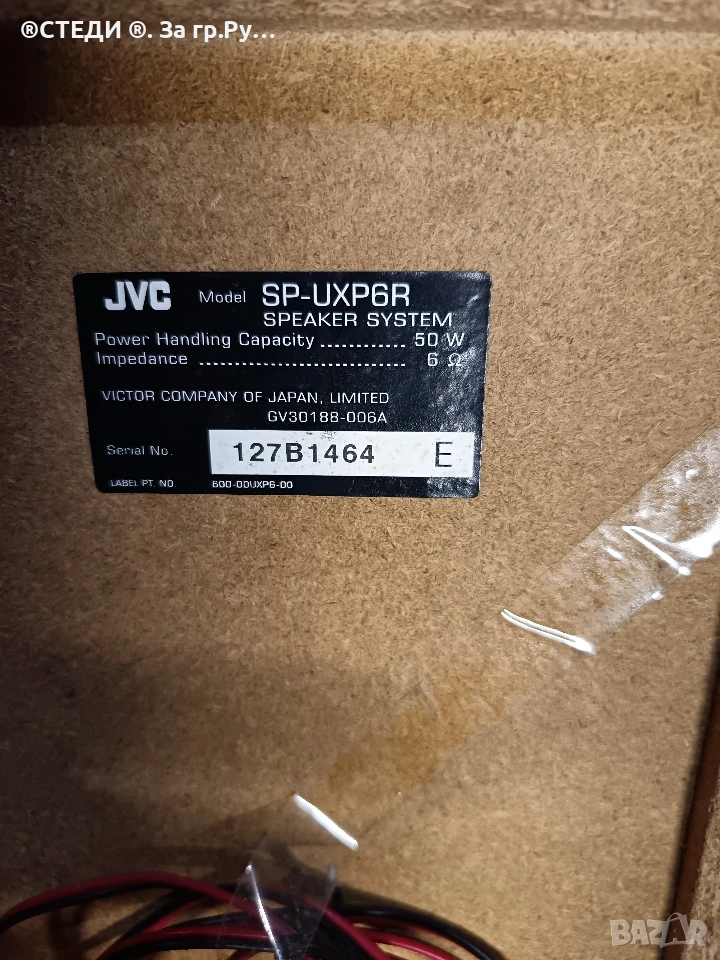 ®СТЕДИ ®. За гр.Ру...
JVC Model SP-UXP6R
SPEAKER SYSTEM
Power Handling Capacity ............ 50 W
Impedance ............................. 6 Ω
VICTOR COMPANY OF JAPAN, LIMITED
GV30188-006A
Serial No. 127B1464 E
LABEL PT. NO. 600-00UXP6-00
BAZAR